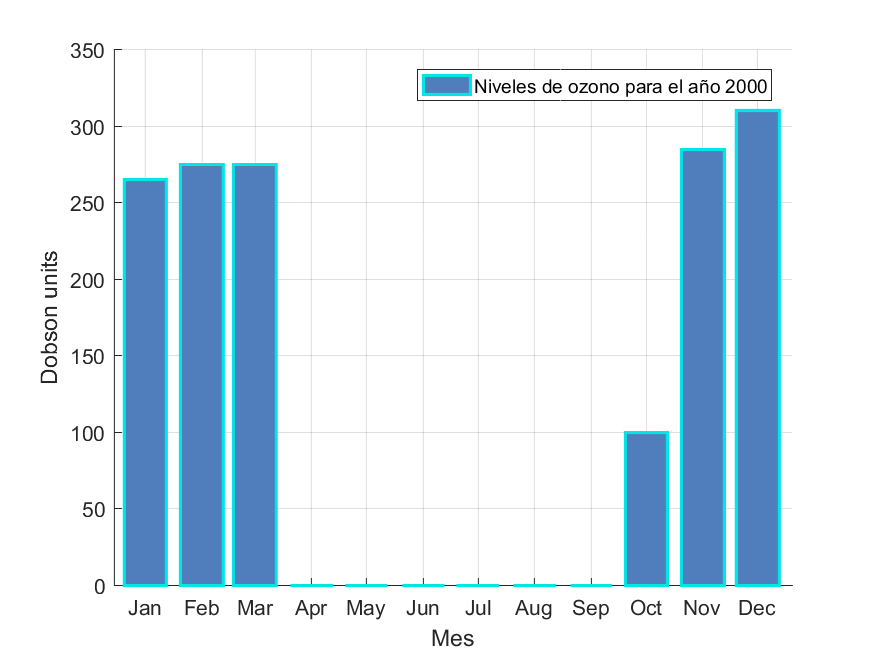 350
300
250
200
150
100
50
0
Dobson units
Niveles de ozono para el año 2000
Jan Feb Mar Apr May Jun Jul Aug Sep Oct Nov Dec
Mes